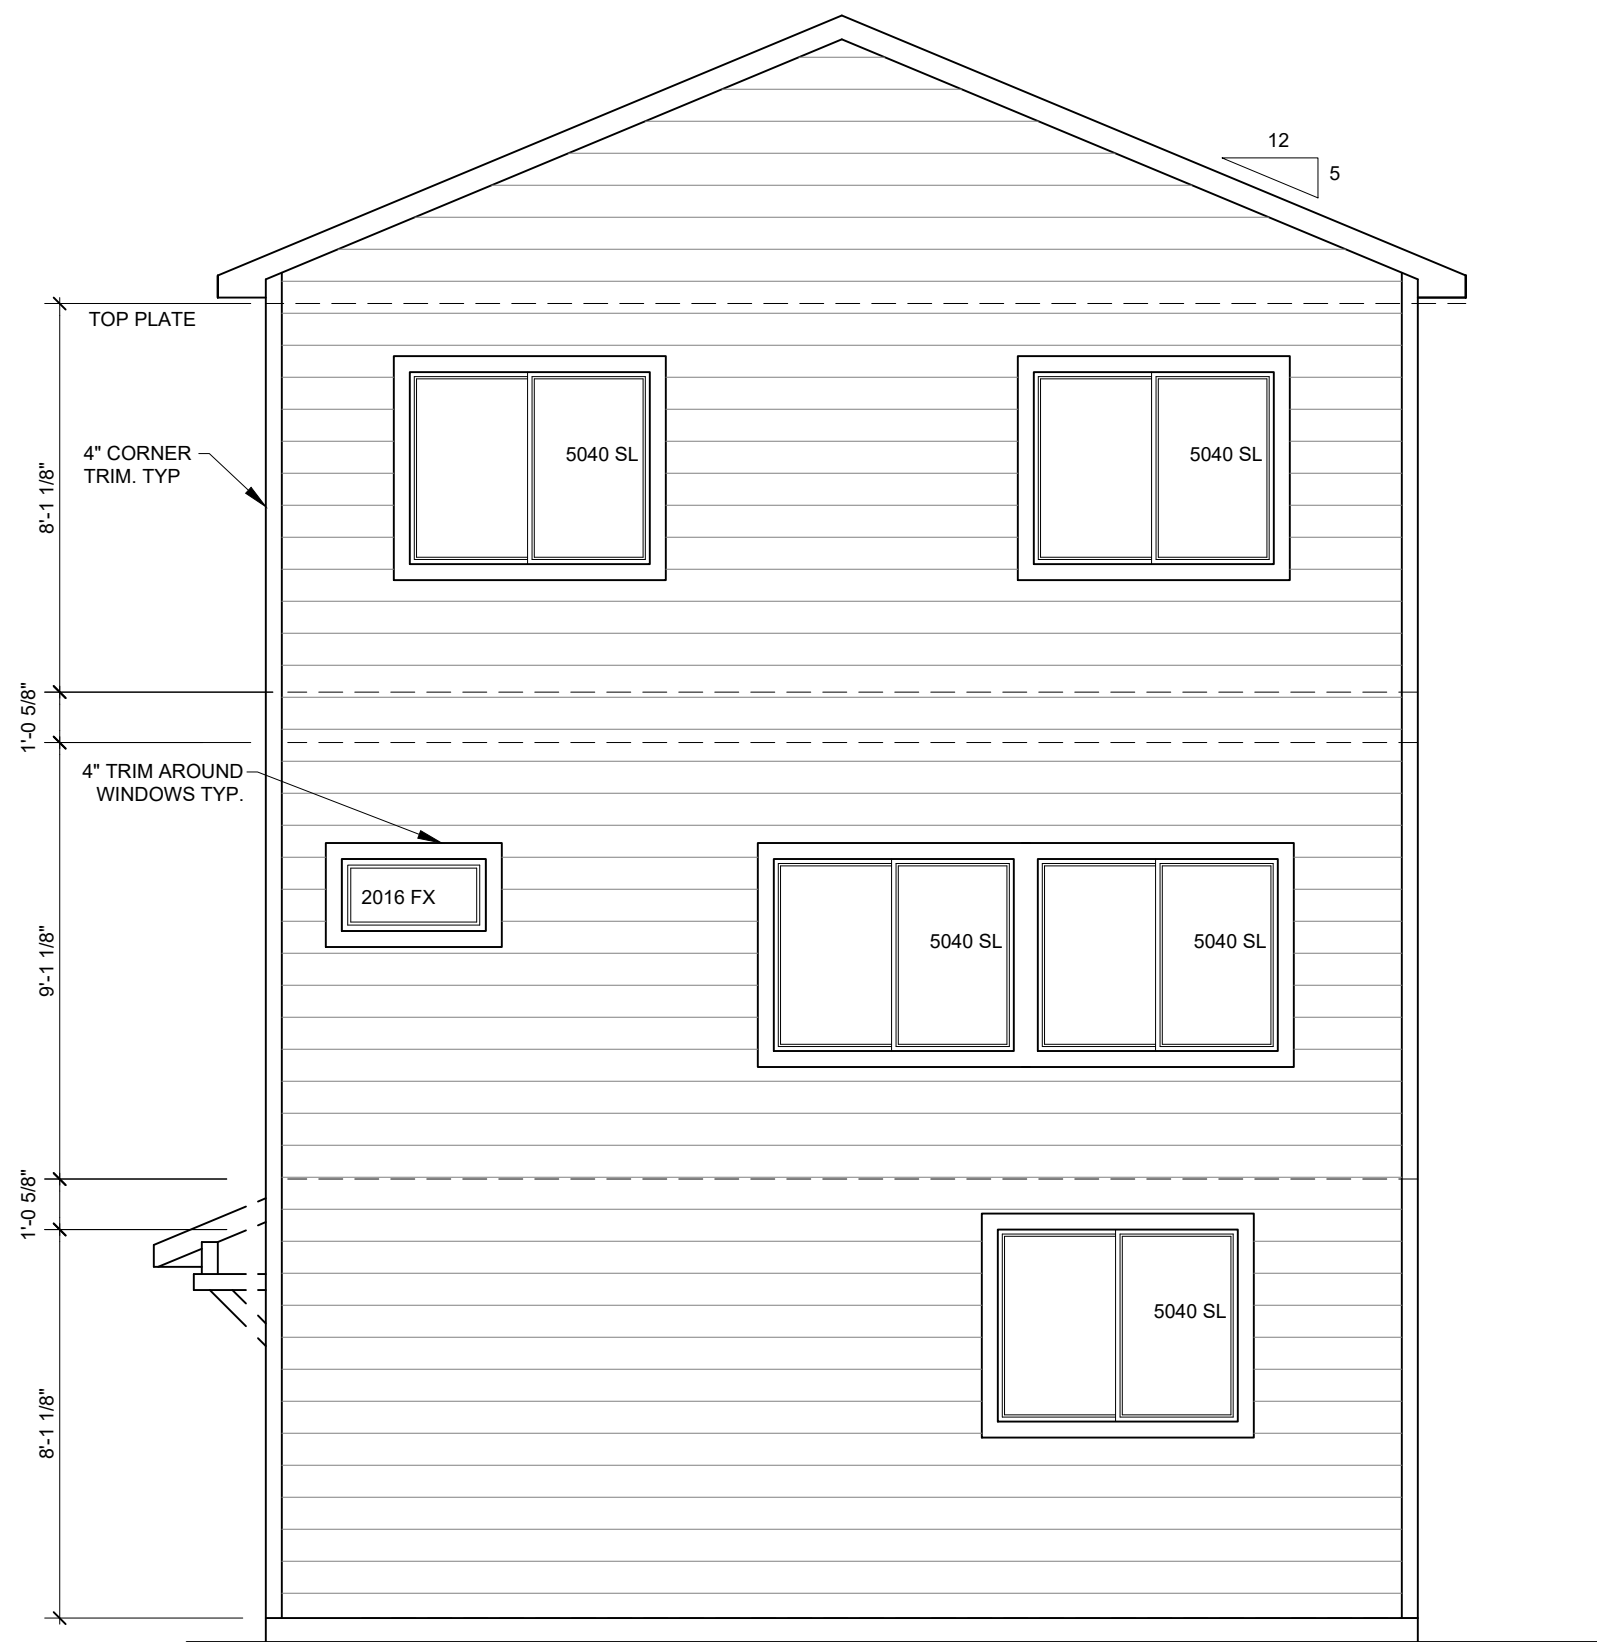 12
5
TOP PLATE
4" CORNER
TRIM. TYP
8'-1 1/8"
5040 SL
5040 SL
1'-0 5/8"
4" TRIM AROUND
WINDOWS TYP.
2016 FX
9'-1 1/8"
5040 SL
5040 SL
1'-0 5/8"
5040 SL
8'-1 1/8"